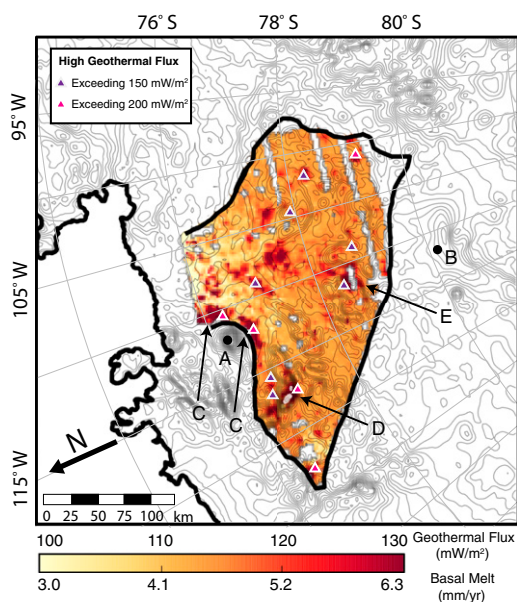 76° S 78° S 80° S
High Geothermal Flux
Exceeding 150 mW/m²
Exceeding 200 mW/m²
95° W
105° W
115° W
B
E
A
C C
D
N
0 25 50 75 100
km
100 110 120 130 Geothermal Flux
(mW/m²)
3.0 4.1 5.2 6.3 Basal Melt
(mm/yr)